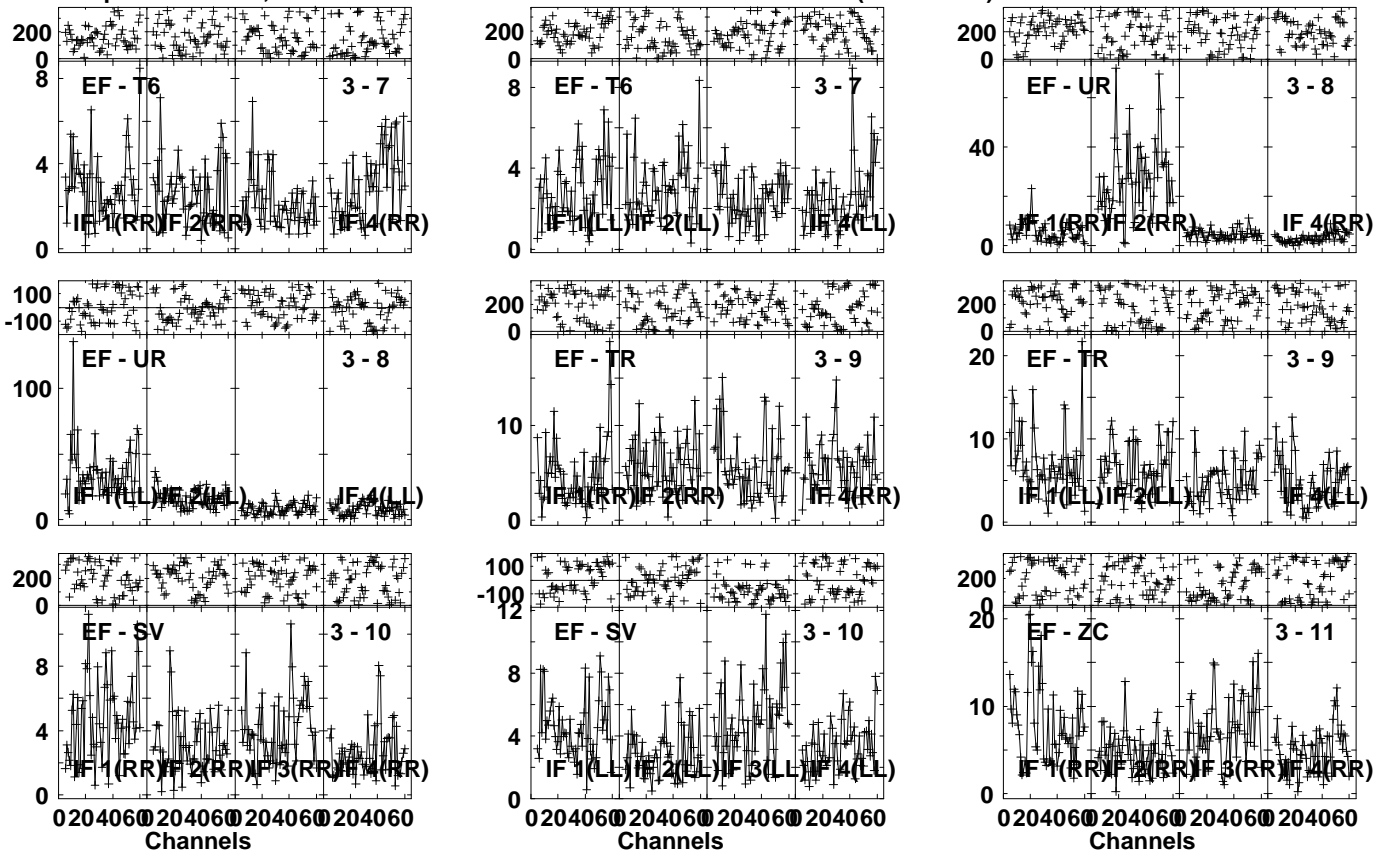 200 200 200
0 0 0
8 EF - T6 3 - 7
8 EF - T6 3 - 7
EF - UR 3 - 8
4 4 40
IF 1(RR) IF 2(RR) IF 4(RR)
IF 1(LL) IF 2(LL) IF 4(LL)
IF 1(RR) IF 2(RR) IF 4(RR)
0 0 0
100 200 200
-100 0 0
EF - UR 3 - 8
EF - TR 3 - 9
20 EF - TR 3 - 9
100 10 10
IF 1(LL) IF 2(LL) IF 4(LL)
IF 1(RR) IF 2(RR) IF 4(RR)
IF 1(LL) IF 2(LL) IF 4(LL)
0 0 0
200 100 200
0 -100 0
12 20
EF - SV 3 - 10
EF - SV 3 - 10
EF - ZC 3 - 11
8 8 10
4 4
IF 1(RR) IF 2(RR) IF 3(RR) IF 4(RR)
IF 1(LL) IF 2(LL) IF 3(LL) IF 4(LL)
IF 1(RR) IF 2(RR) IF 3(RR) IF 4(RR)
0 0 0
0 20 40 60 0 20 40 60 0 20 40 60 0 20 40 60
0 20 40 60 0 20 40 60 0 20 40 60 0 20 40 60
0 20 40 60 0 20 40 60 0 20 40 60 0 20 40 60
Channels Channels Channels